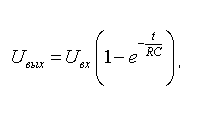 U_вых = U_вх (1 − e^(−t/RC)),